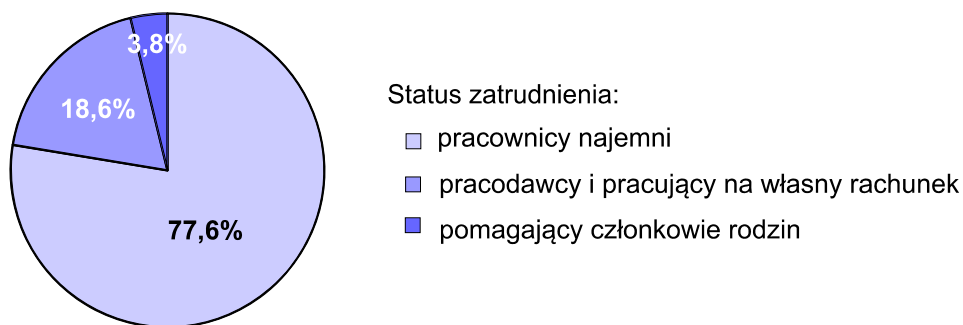 3,8%
18,6%
77,6%
Status zatrudnienia:
pracownicy najemni
pracodawcy i pracujący na własny rachunek
pomagający członkowie rodzin